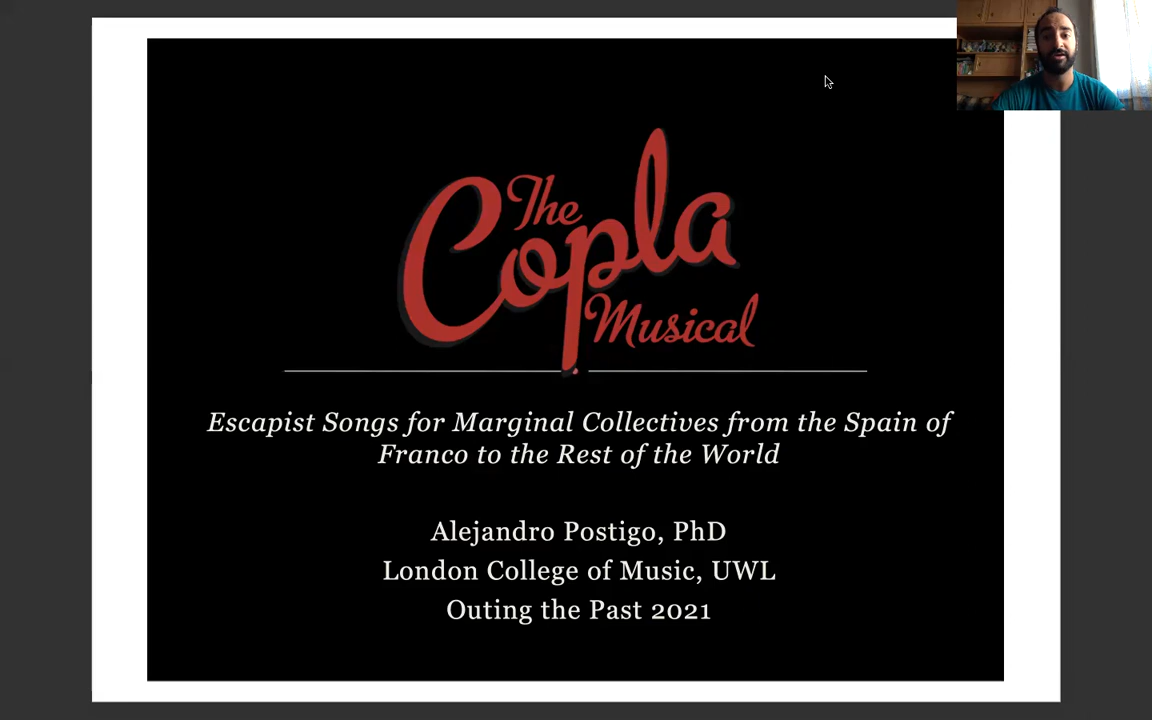 The
Copla
Musical
Escapist Songs for Marginal Collectives from the Spain of
Franco to the Rest of the World
Alejandro Postigo, PhD
London College of Music, UWL
Outing the Past 2021